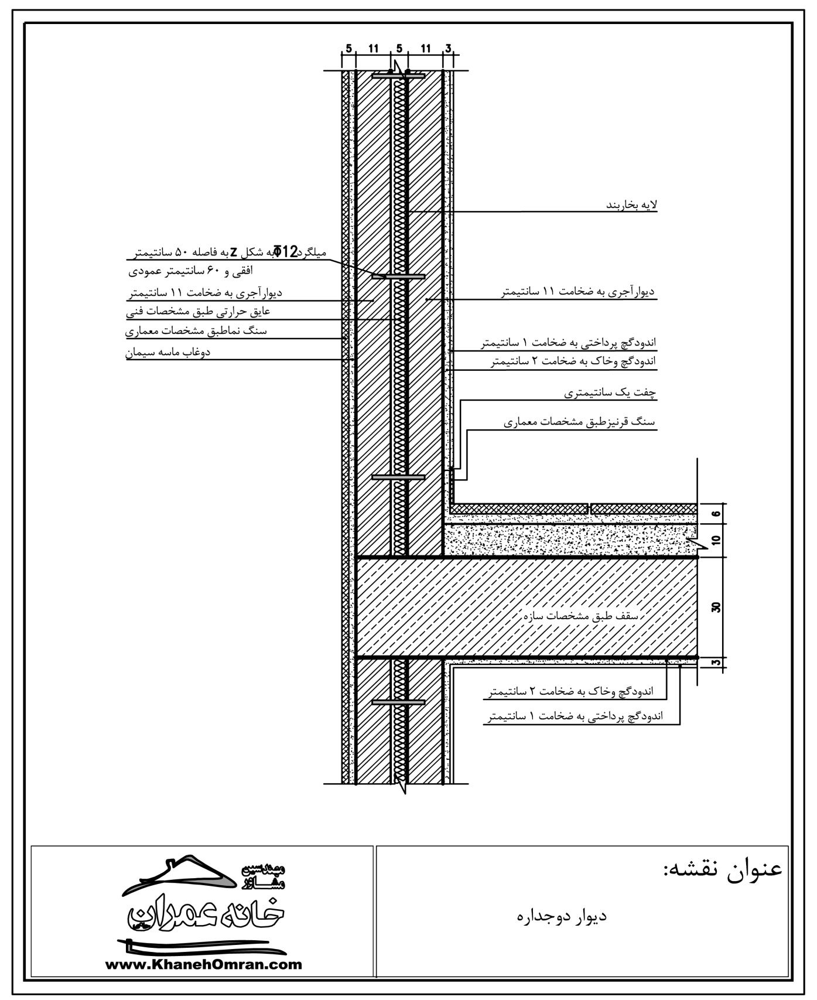 5 11 5 11 3
لایه بخاربند
میلگردΦ12به شکل zبه فاصله ۵۰ سانتیمتر
افقی و ۶۰ سانتیمتر عمودی
دیوارآجری به ضخامت ۱۱ سانتیمتر
عایق حرارتی طبق مشخصات فنی
سنگ نماطبق مشخصات معماری
دوغاب ماسه سیمان
دیوارآجری به ضخامت ۱۱ سانتیمتر
اندودگچ پرداختی به ضخامت ۱ سانتیمتر
اندودگچ وخاک به ضخامت ۲ سانتیمتر
چفت یک سانتیمتری
سنگ قرنیزطبق مشخصات معماری
6
10
30
3
سقف طبق مشخصات سازه
اندودگچ وخاک به ضخامت ۲ سانتیمتر
اندودگچ پرداختی به ضخامت ۱ سانتیمتر
عنوان نقشه:
دیوار دوجداره
مهندسین
مشاور
خانه عمران
www.KhanehOmran.com